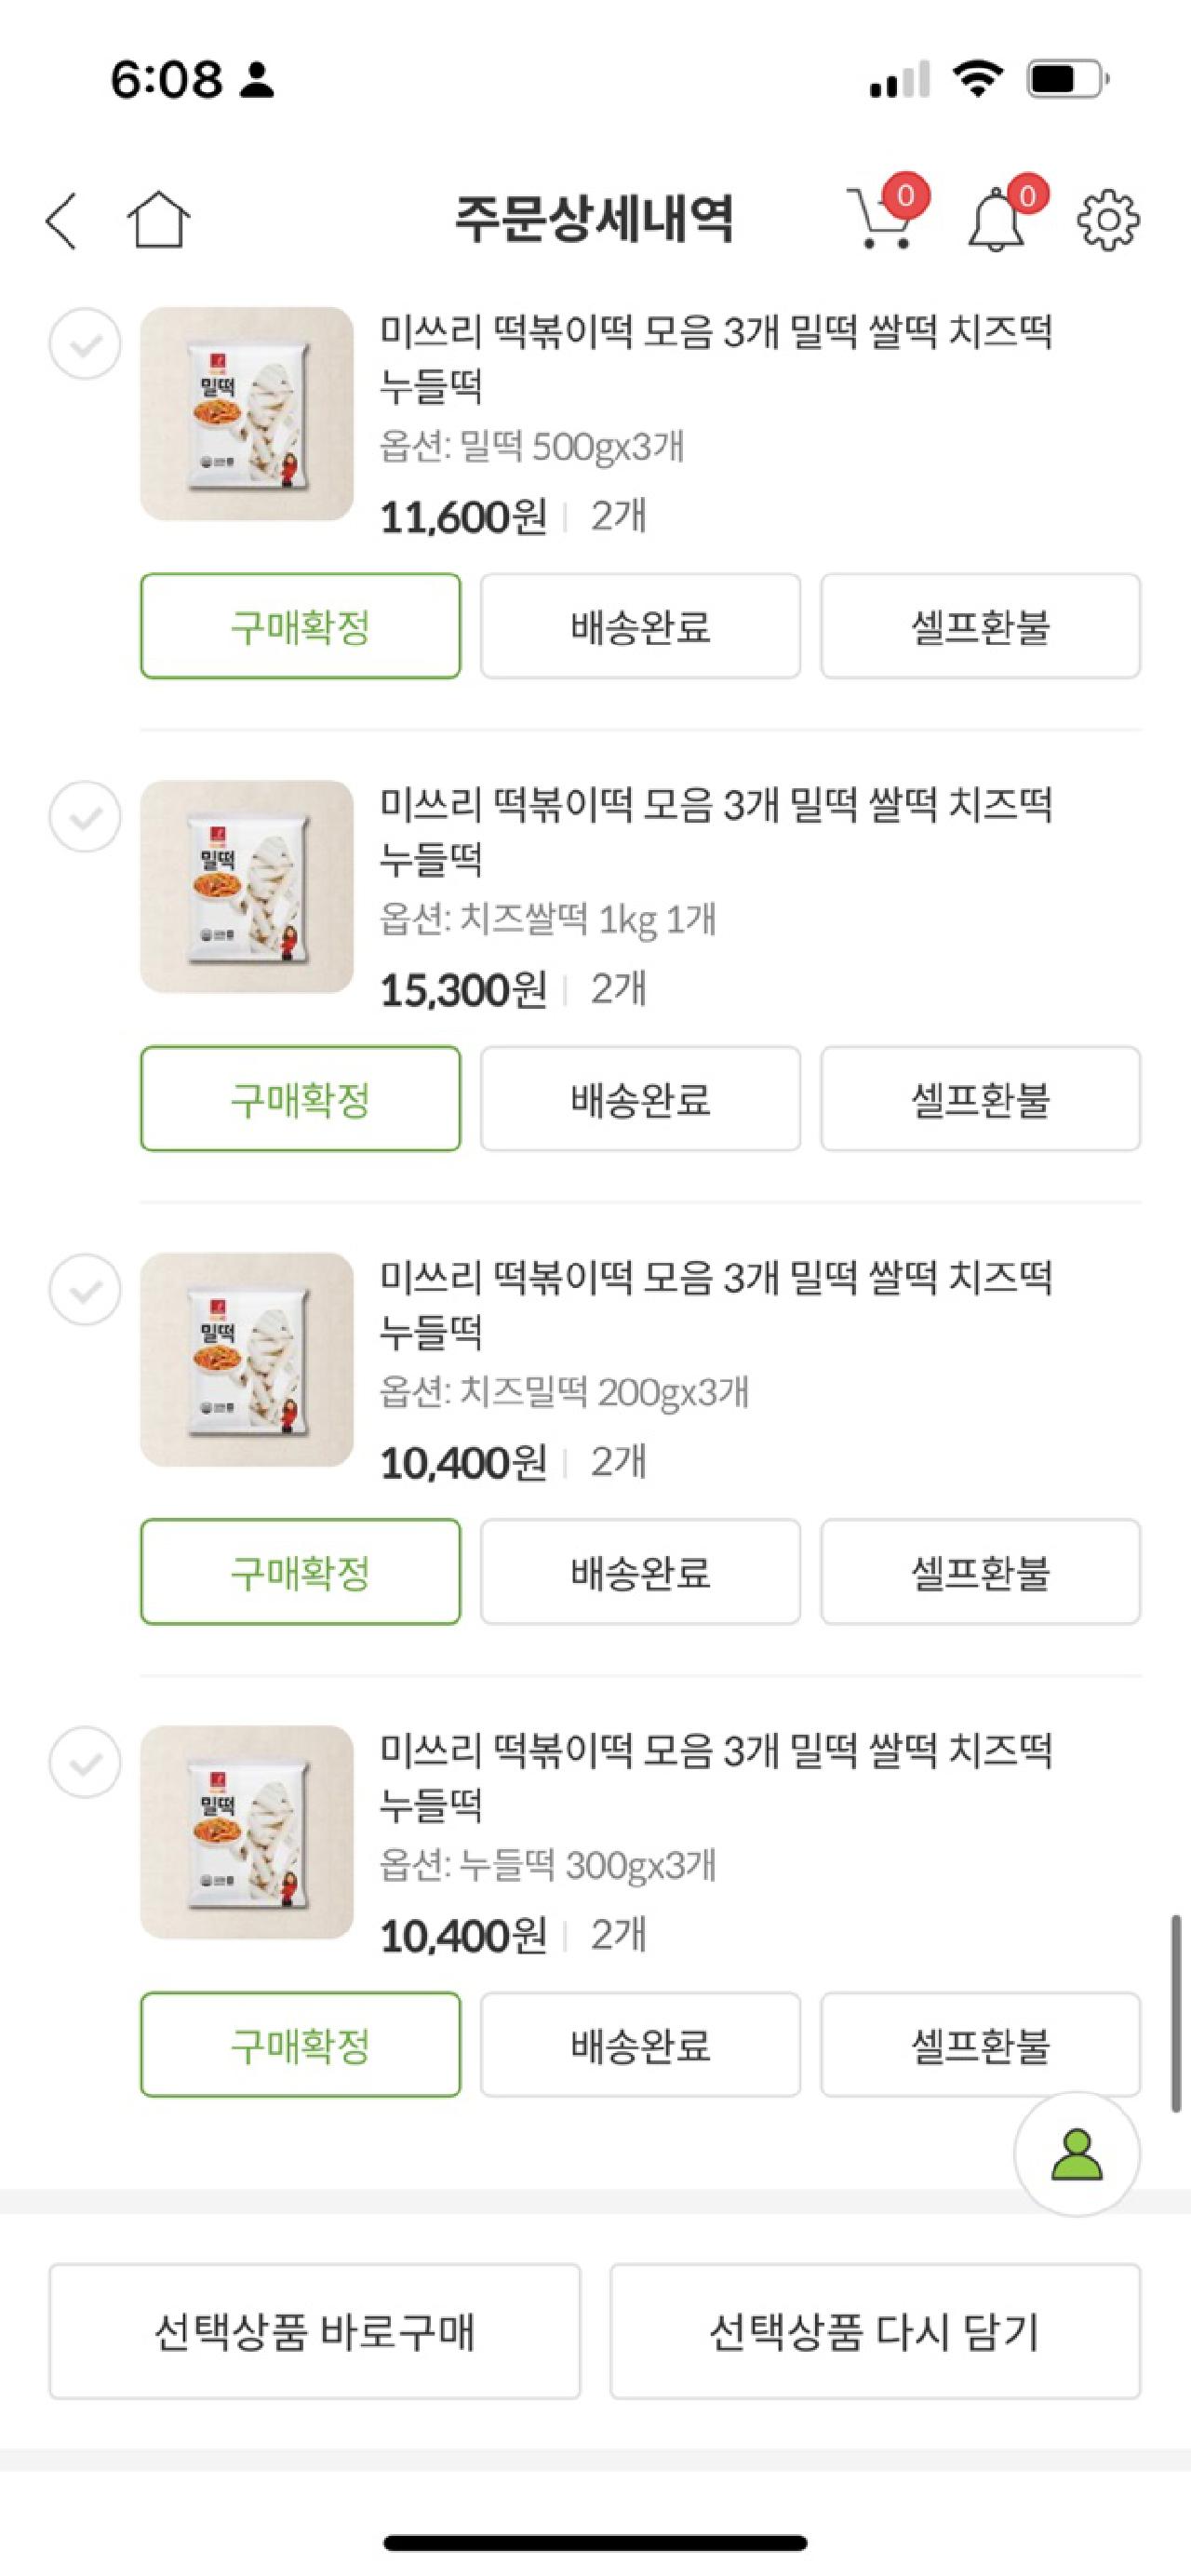 6:08
주문상세내역
0
0
미쓰리 떡볶이떡 모음 3개 밀떡 쌀떡 치즈떡
누들떡
옵션: 밀떡 500gx3개
11,600원 2개
밀떡
구매확정 배송완료 셀프환불
미쓰리 떡볶이떡 모음 3개 밀떡 쌀떡 치즈떡
누들떡
옵션: 치즈쌀떡 1kg 1개
15,300원 2개
밀떡
구매확정 배송완료 셀프환불
미쓰리 떡볶이떡 모음 3개 밀떡 쌀떡 치즈떡
누들떡
옵션: 치즈밀떡 200gx3개
10,400원 2개
밀떡
구매확정 배송완료 셀프환불
미쓰리 떡볶이떡 모음 3개 밀떡 쌀떡 치즈떡
누들떡
옵션: 누들떡 300gx3개
10,400원 2개
밀떡
구매확정 배송완료 셀프환불
선택상품 바로구매 선택상품 다시 담기